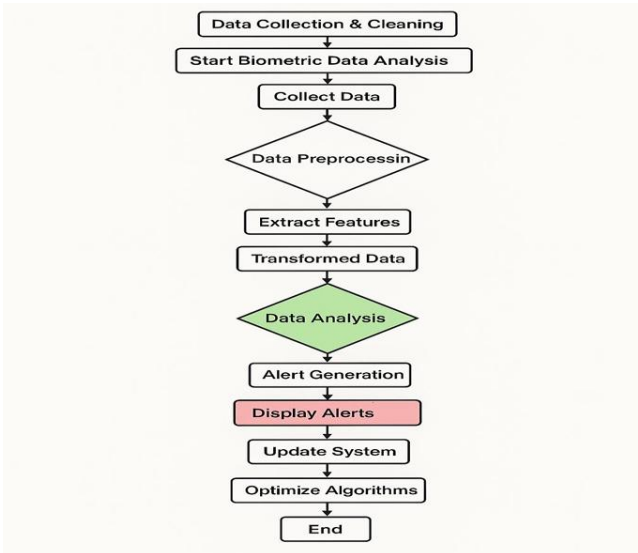 Data Collection & Cleaning
Start Biometric Data Analysis
Collect Data
Data Preprocessin
Extract Features
Transformed Data
Data Analysis
Alert Generation
Display Alerts
Update System
Optimize Algorithms
End